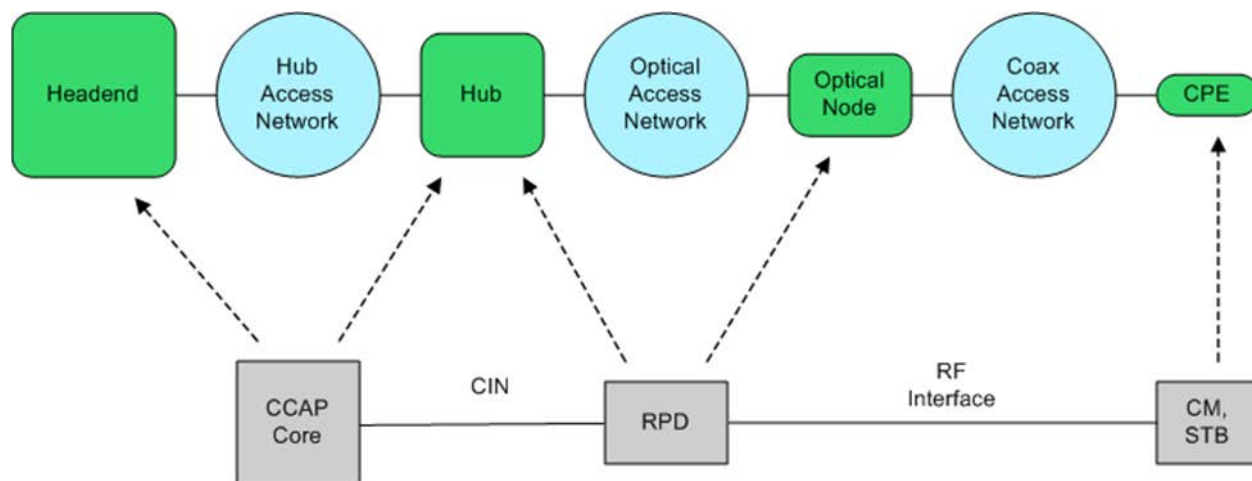 Headend
Hub
Access
Network
Hub
Optical
Access
Network
Optical
Node
Coax
Access
Network
CPE
CCAP
Core
CIN
RPD
RF
Interface
CM,
STB